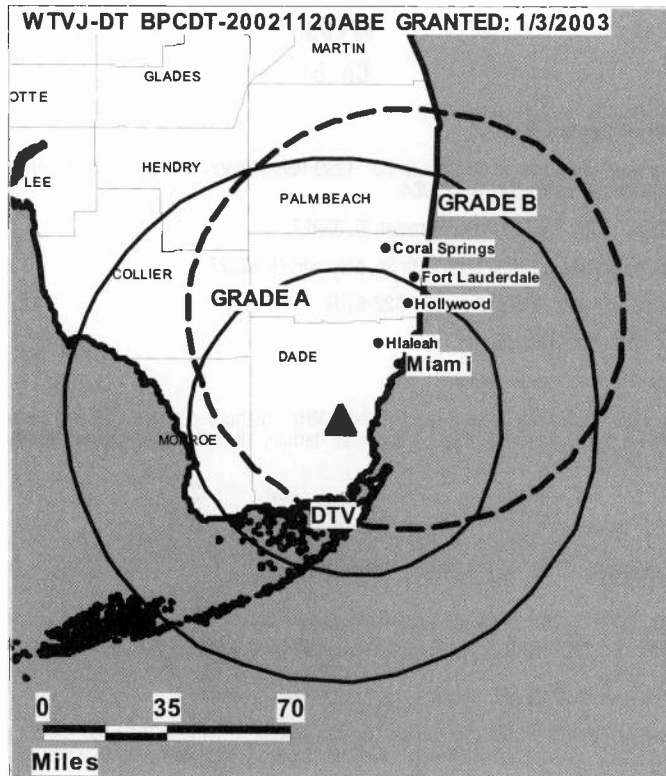 WTVJ-DT BPCDT-20021120ABE GRANTED: 1/3/2003
MARTIN
GLADES
OTTE
HENDRY
LEE
PALM BEACH
GRADE B
Coral Springs
COLLIER
Fort Lauderdale
GRADE A
Hollywood
Hialeah
DADE
Miami
MONROE
DTV
0 35 70
Miles